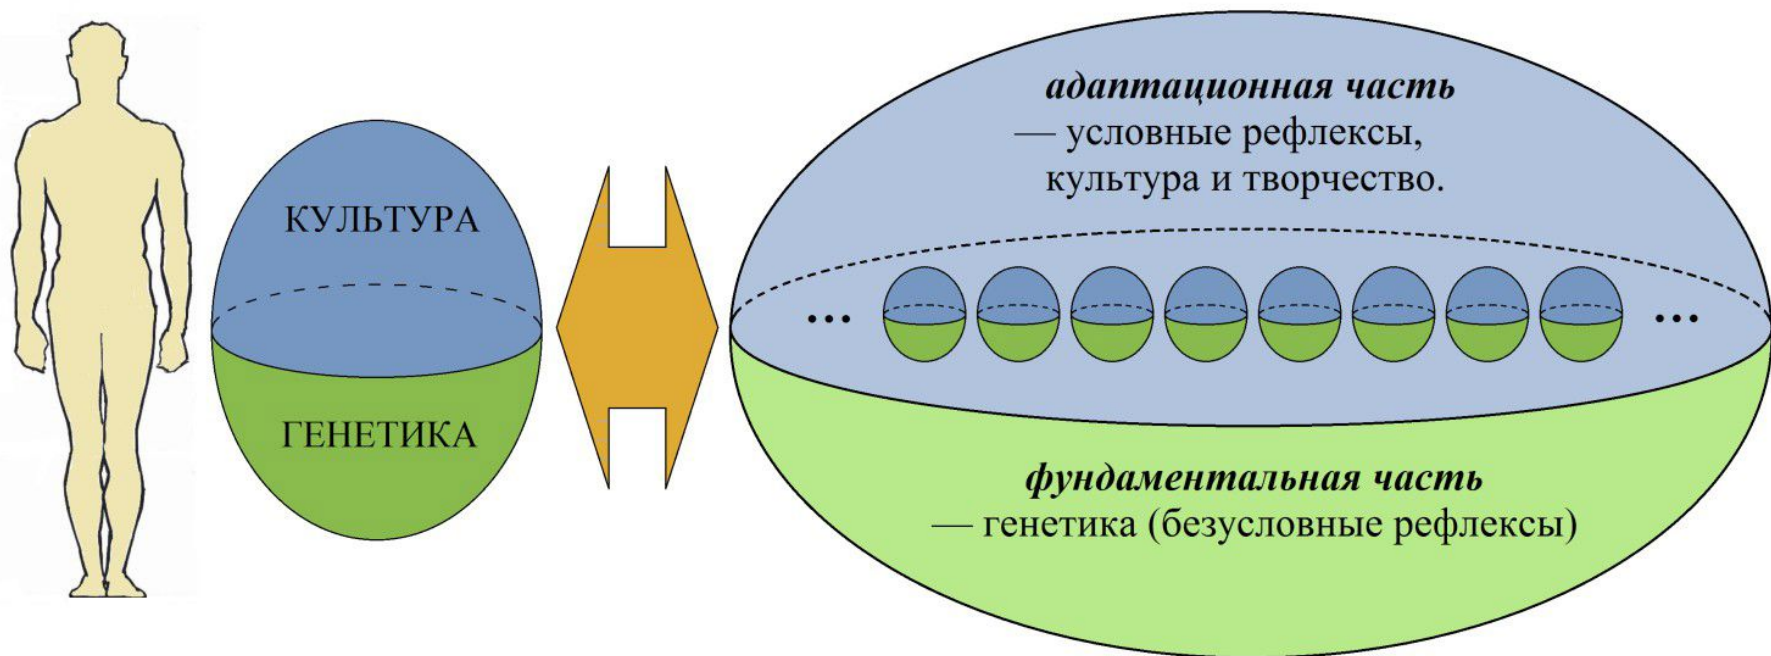 КУЛЬТУРА
ГЕНЕТИКА
адаптационная часть
— условные рефлексы,
культура и творчество.
... ...
фундаментальная часть
— генетика (безусловные рефлексы)